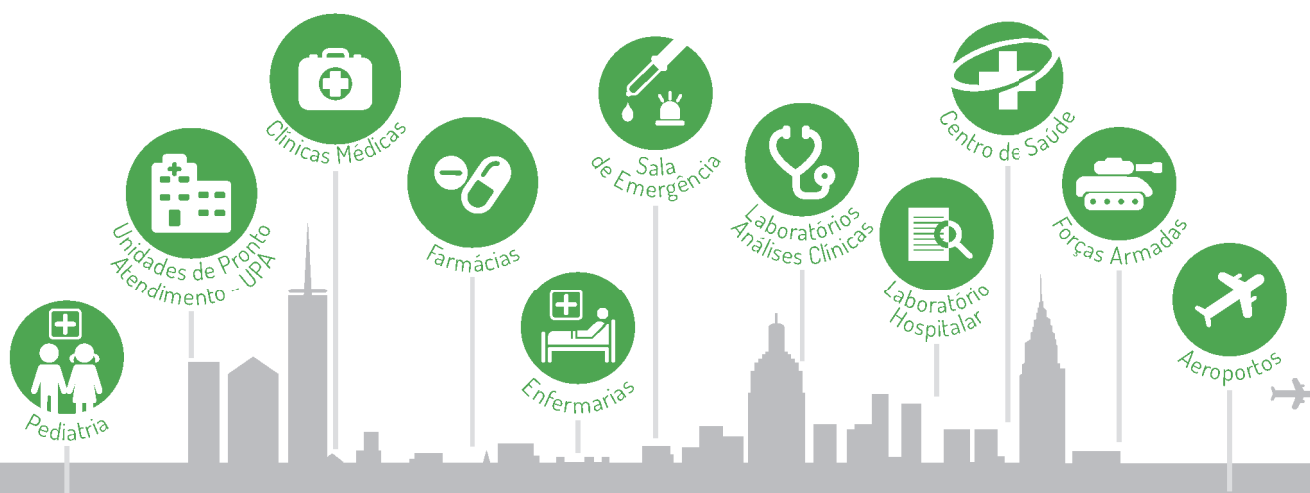 Pediatria
Unidades de Pronto
Atendimento - UPA
Clínicas Médicas
Farmácias
Enfermarias
Sala
de Emergência
Laboratórios
Análises Clínicas
Laboratório
Hospitalar
Centro de Saúde
Forças Armadas
Aeroportos